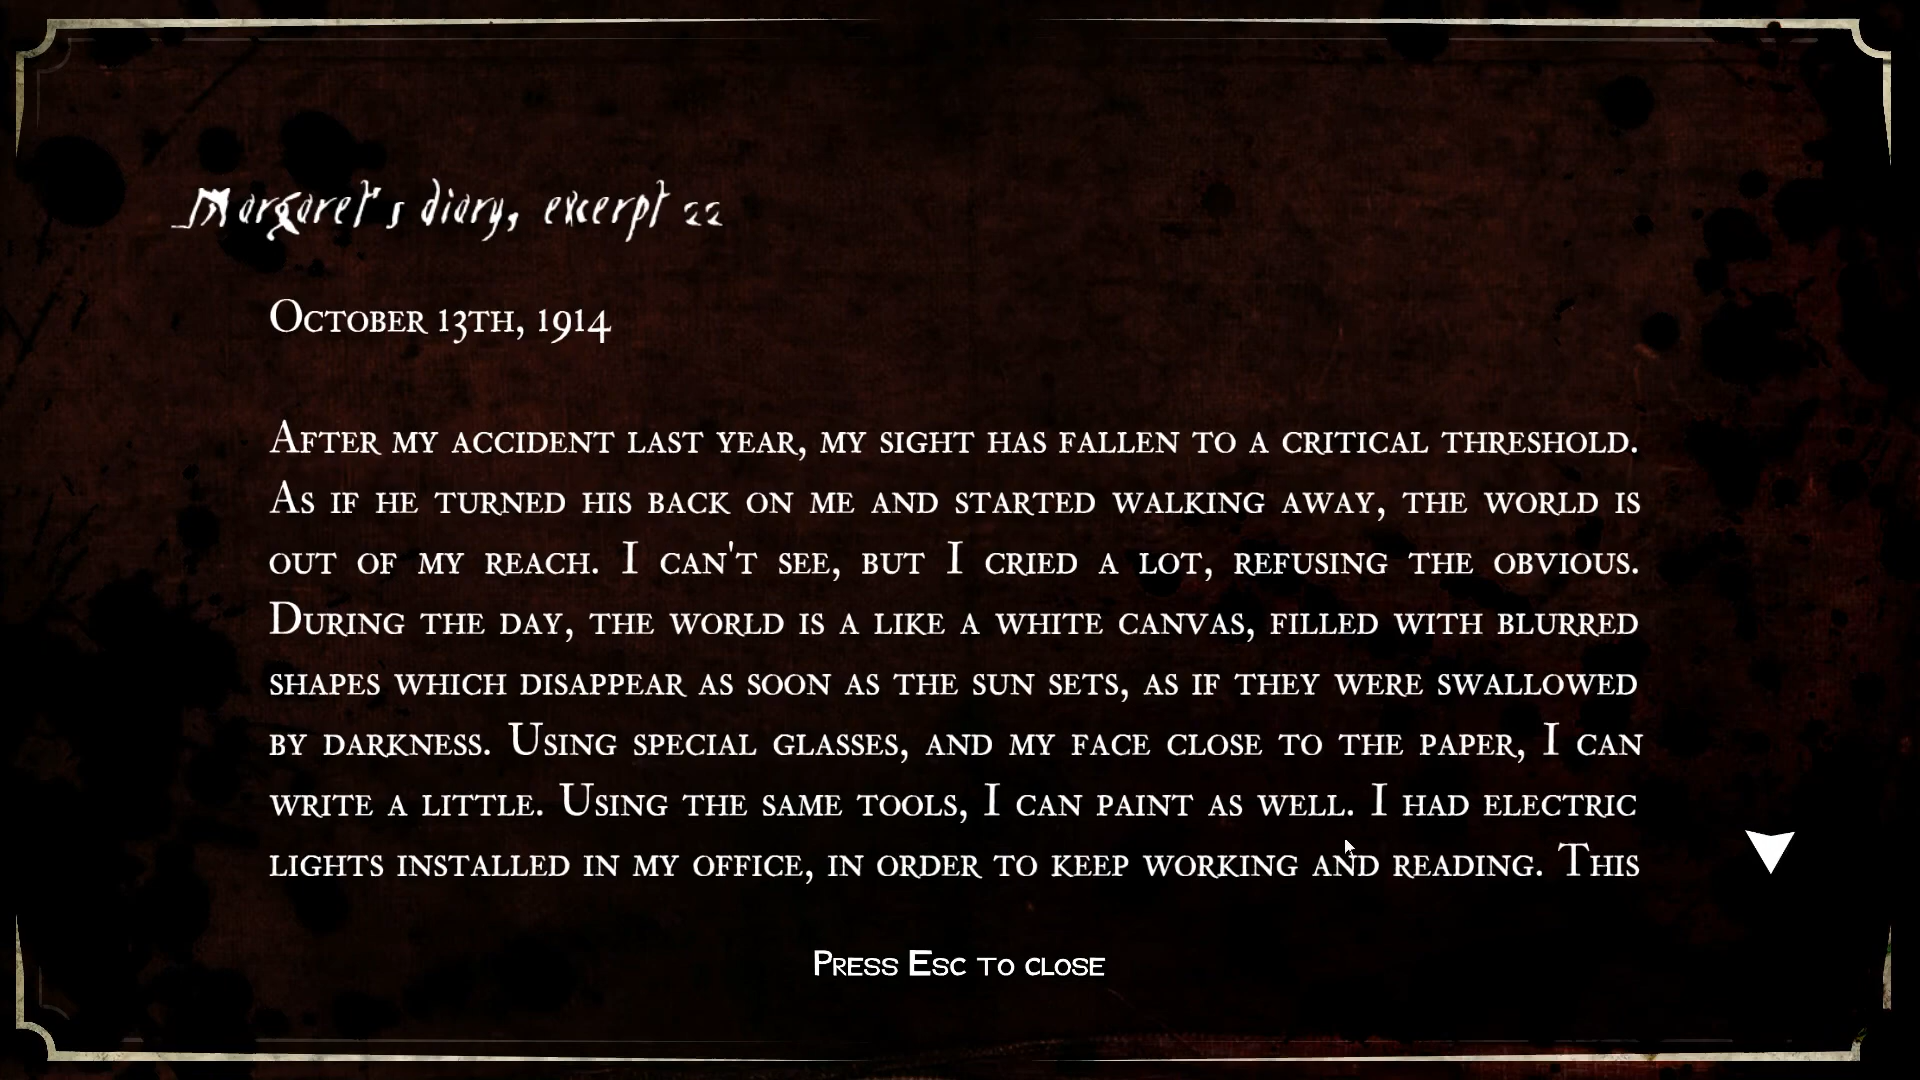 Margaret's diary, excerpt 22
October 13th, 1914
After my accident last year, my sight has fallen to a critical threshold.
As if he turned his back on me and started walking away, the world is
out of my reach. I can't see, but I cried a lot, refusing the obvious.
During the day, the world is a like a white canvas, filled with blurred
shapes which disappear as soon as the sun sets, as if they were swallowed
by darkness. Using special glasses, and my face close to the paper, I can
write a little. Using the same tools, I can paint as well. I had electric
lights installed in my office, in order to keep working and reading. This
Press Esc to close